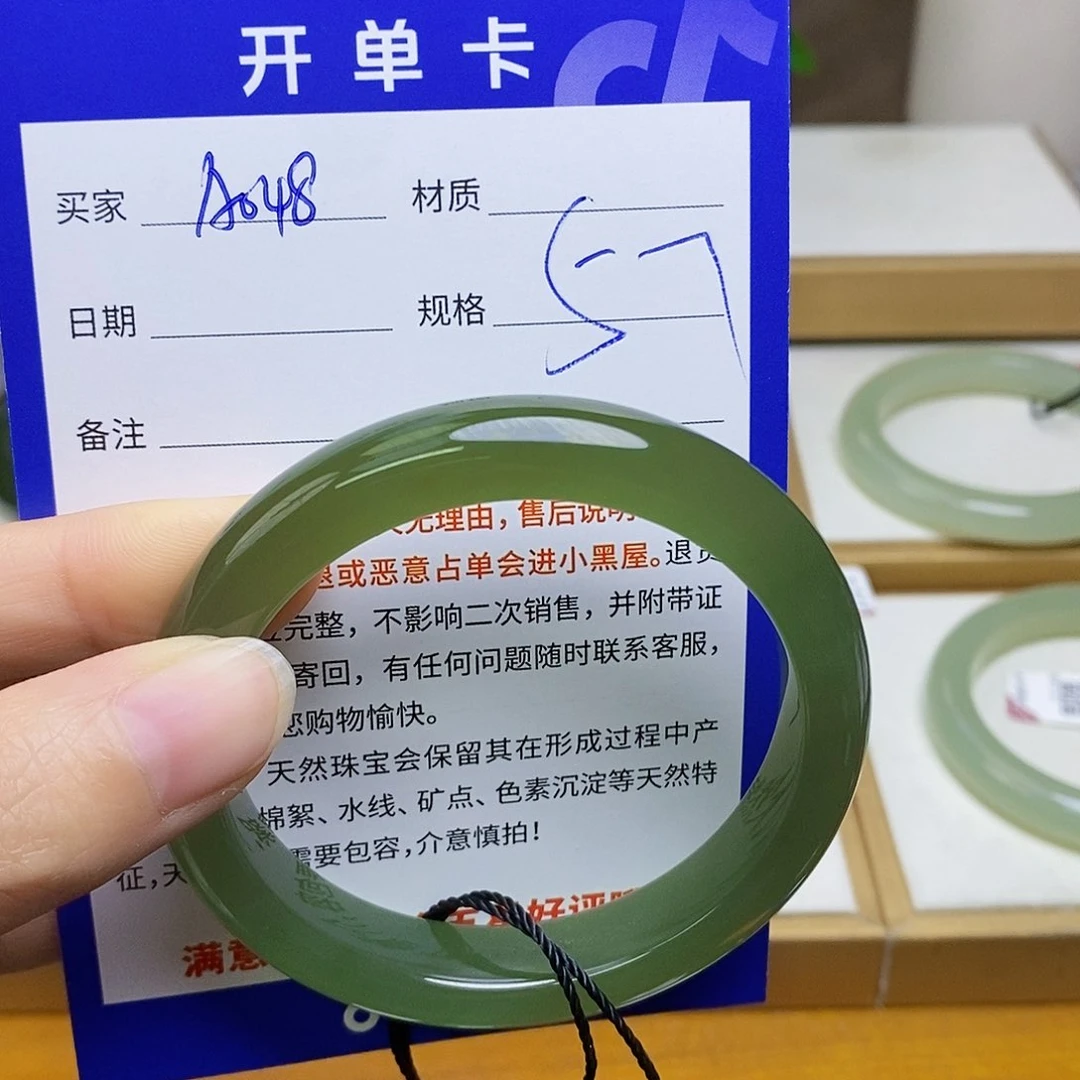 开单卡
买家 A048 材质
日期 规格 57
备注
无理由，售后说明
退或恶意占单会进小黑屋。退货
完整，不影响二次销售，并附带证
寄回，有任何问题随时联系客服，
您购物愉快。
天然珠宝会保留其在形成过程中产
棉絮、水线、矿点、色素沉淀等天然特
征，天 需要包容，介意慎拍！
好评
满意